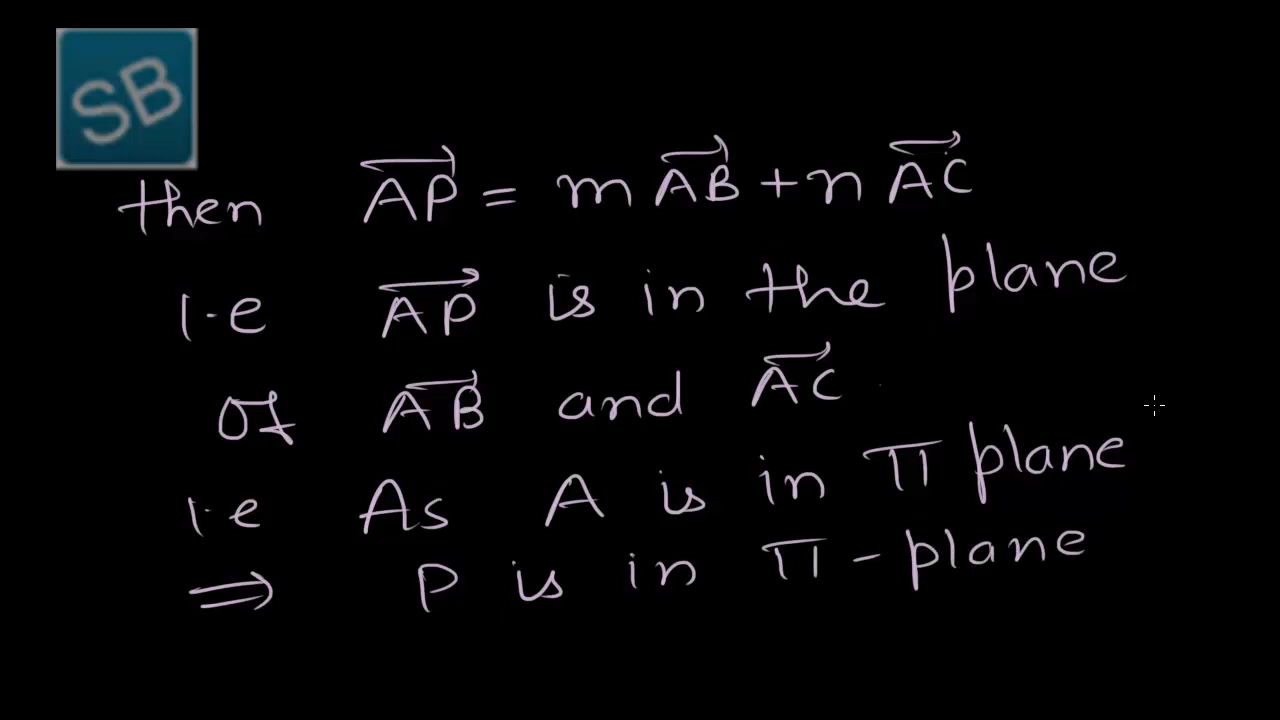 SB
then AP⃗ = m AB⃗ + n AC⃗
i.e AP⃗ is in the plane
of AB⃗ and AC⃗
i.e As A is in π plane
⇒ P is in π - plane